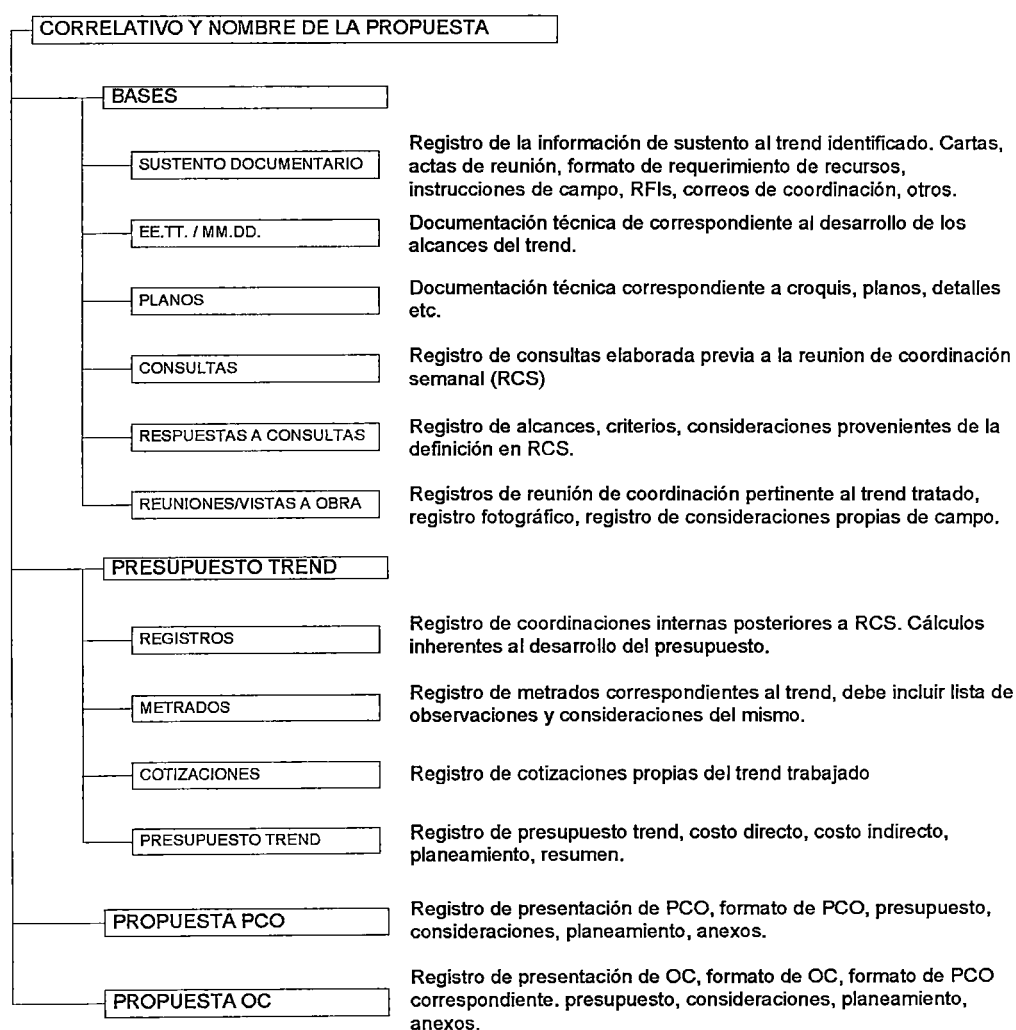 CORRELATIVO Y NOMBRE DE LA PROPUESTA
BASES
SUSTENTO DOCUMENTARIO
Registro de la información de sustento al trend identificado. Cartas,
actas de reunión, formato de requerimiento de recursos,
instrucciones de campo, RFIs, correos de coordinación, otros.
EE.TT. / MM.DD.
Documentación técnica de correspondiente al desarrollo de los
alcances del trend.
PLANOS
Documentación técnica correspondiente a croquis, planos, detalles
etc.
CONSULTAS
Registro de consultas elaborada previa a la reunion de coordinación
semanal (RCS)
RESPUESTAS A CONSULTAS
Registro de alcances, criterios, consideraciones provenientes de la
definición en RCS.
REUNIONES/VISTAS A OBRA
Registros de reunión de coordinación pertinente al trend tratado,
registro fotográfico, registro de consideraciones propias de campo.
PRESUPUESTO TREND
REGISTROS
Registro de coordinaciones internas posteriores a RCS. Cálculos
inherentes al desarrollo del presupuesto.
METRADOS
Registro de metrados correspondientes al trend, debe incluir lista de
observaciones y consideraciones del mismo.
COTIZACIONES
Registro de cotizaciones propias del trend trabajado
PRESUPUESTO TREND
Registro de presupuesto trend, costo directo, costo indirecto,
planeamiento, resumen.
PROPUESTA PCO
Registro de presentación de PCO, formato de PCO, presupuesto,
consideraciones, planeamiento, anexos.
PROPUESTA OC
Registro de presentación de OC, formato de OC, formato de PCO
correspondiente. presupuesto, consideraciones, planeamiento,
anexos.